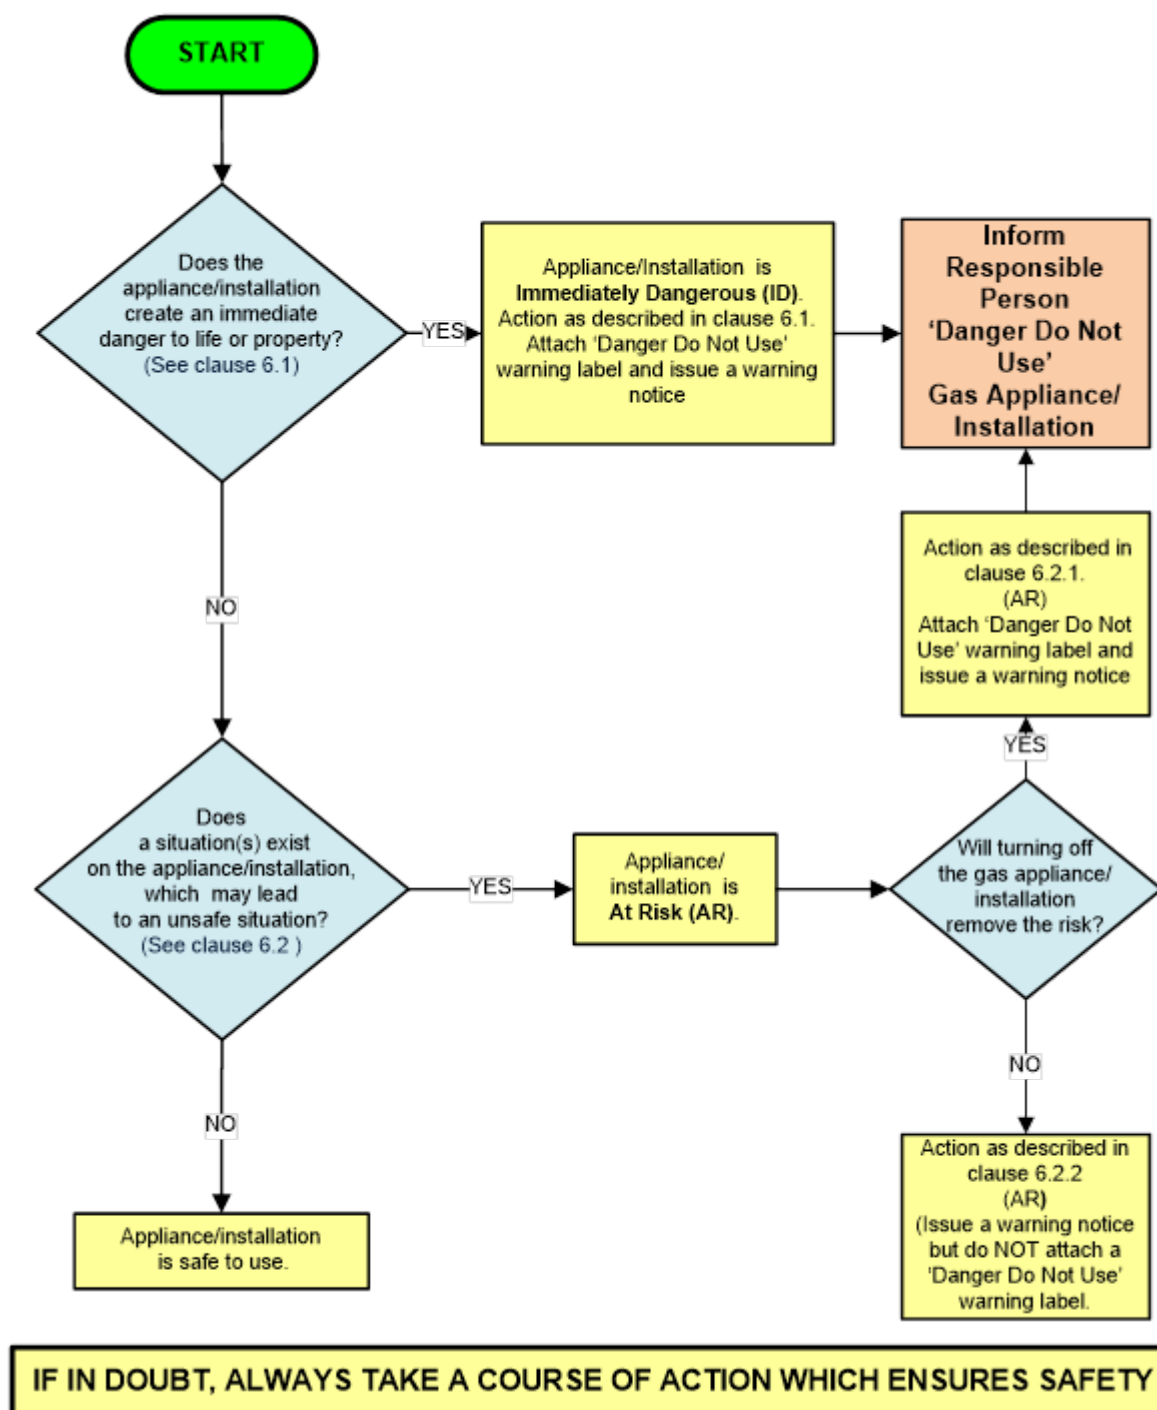 START
Does the
appliance/installation
create an immediate
danger to life or property?
(See clause 6.1)
YES
Appliance/Installation is
Immediately Dangerous (ID).
Action as described in clause 6.1.
Attach ‘Danger Do Not Use’
warning label and issue a warning
notice
Inform
Responsible
Person
‘Danger Do Not
Use’
Gas Appliance/
Installation
NO
Action as described in
clause 6.2.1.
(AR)
Attach ‘Danger Do Not
Use’ warning label and
issue a warning notice
YES
Does
a situation(s) exist
on the appliance/installation,
which may lead
to an unsafe situation?
(See clause 6.2 )
YES
Appliance/
installation is
At Risk (AR).
Will turning off
the gas appliance/
installation
remove the risk?
NO
NO
Appliance/installation
is safe to use.
Action as described in
clause 6.2.2
(AR)
(Issue a warning notice
but do NOT attach a
‘Danger Do Not Use’
warning label.
IF IN DOUBT, ALWAYS TAKE A COURSE OF ACTION WHICH ENSURES SAFETY